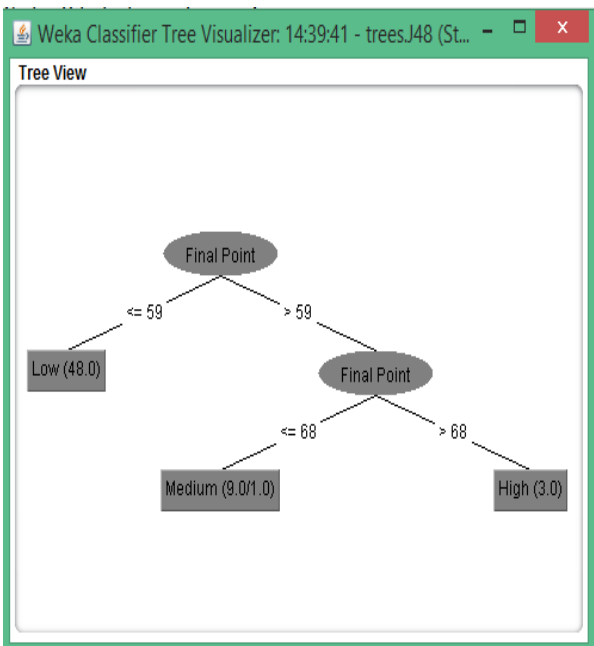 Weka Classifier Tree Visualizer: 14:39:41 - trees.J48 (St...
Tree View
Final Point
<= 59
> 59
Low (48.0)
Final Point
<= 68
> 68
Medium (9.0/1.0)
High (3.0)